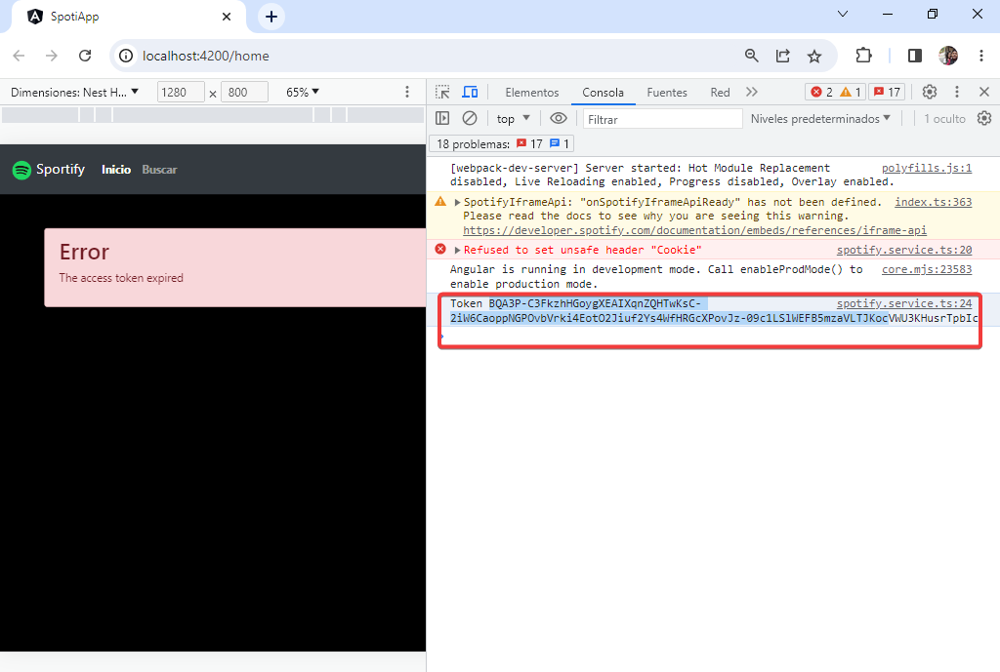 SpotiApp
localhost:4200/home
Dimensiones: Nest H... 1280 x 800 65%
Elementos Consola Fuentes Red 2 1 17
top Filtrar Niveles predeterminados 1 oculto
18 problemas: 17 1
Sportify Inicio Buscar
Error
The access token expired
[webpack-dev-server] Server started: Hot Module Replacement polyfills.js:1
disabled, Live Reloading enabled, Progress disabled, Overlay enabled.
SpotifyIframeApi: "onSpotifyIframeApiReady" has not been defined. index.ts:363
Please read the docs to see why you are seeing this warning.
https://developer.spotify.com/documentation/embeds/references/iframe-api
Refused to set unsafe header "Cookie" spotify.service.ts:20
Angular is running in development mode. Call enableProdMode() to core.mjs:23583
enable production mode.
Token BQA3P-C3FkzhHGoygXEAIXqnZQHTwKsC- spotify.service.ts:24
2iW6CaoppNGPOvbVrki4EotO2Jiuf2Ys4WfHRGcXPovJz-09c1LSlWEFB5mzaVLTJKocVWU3KHusrTpbIc